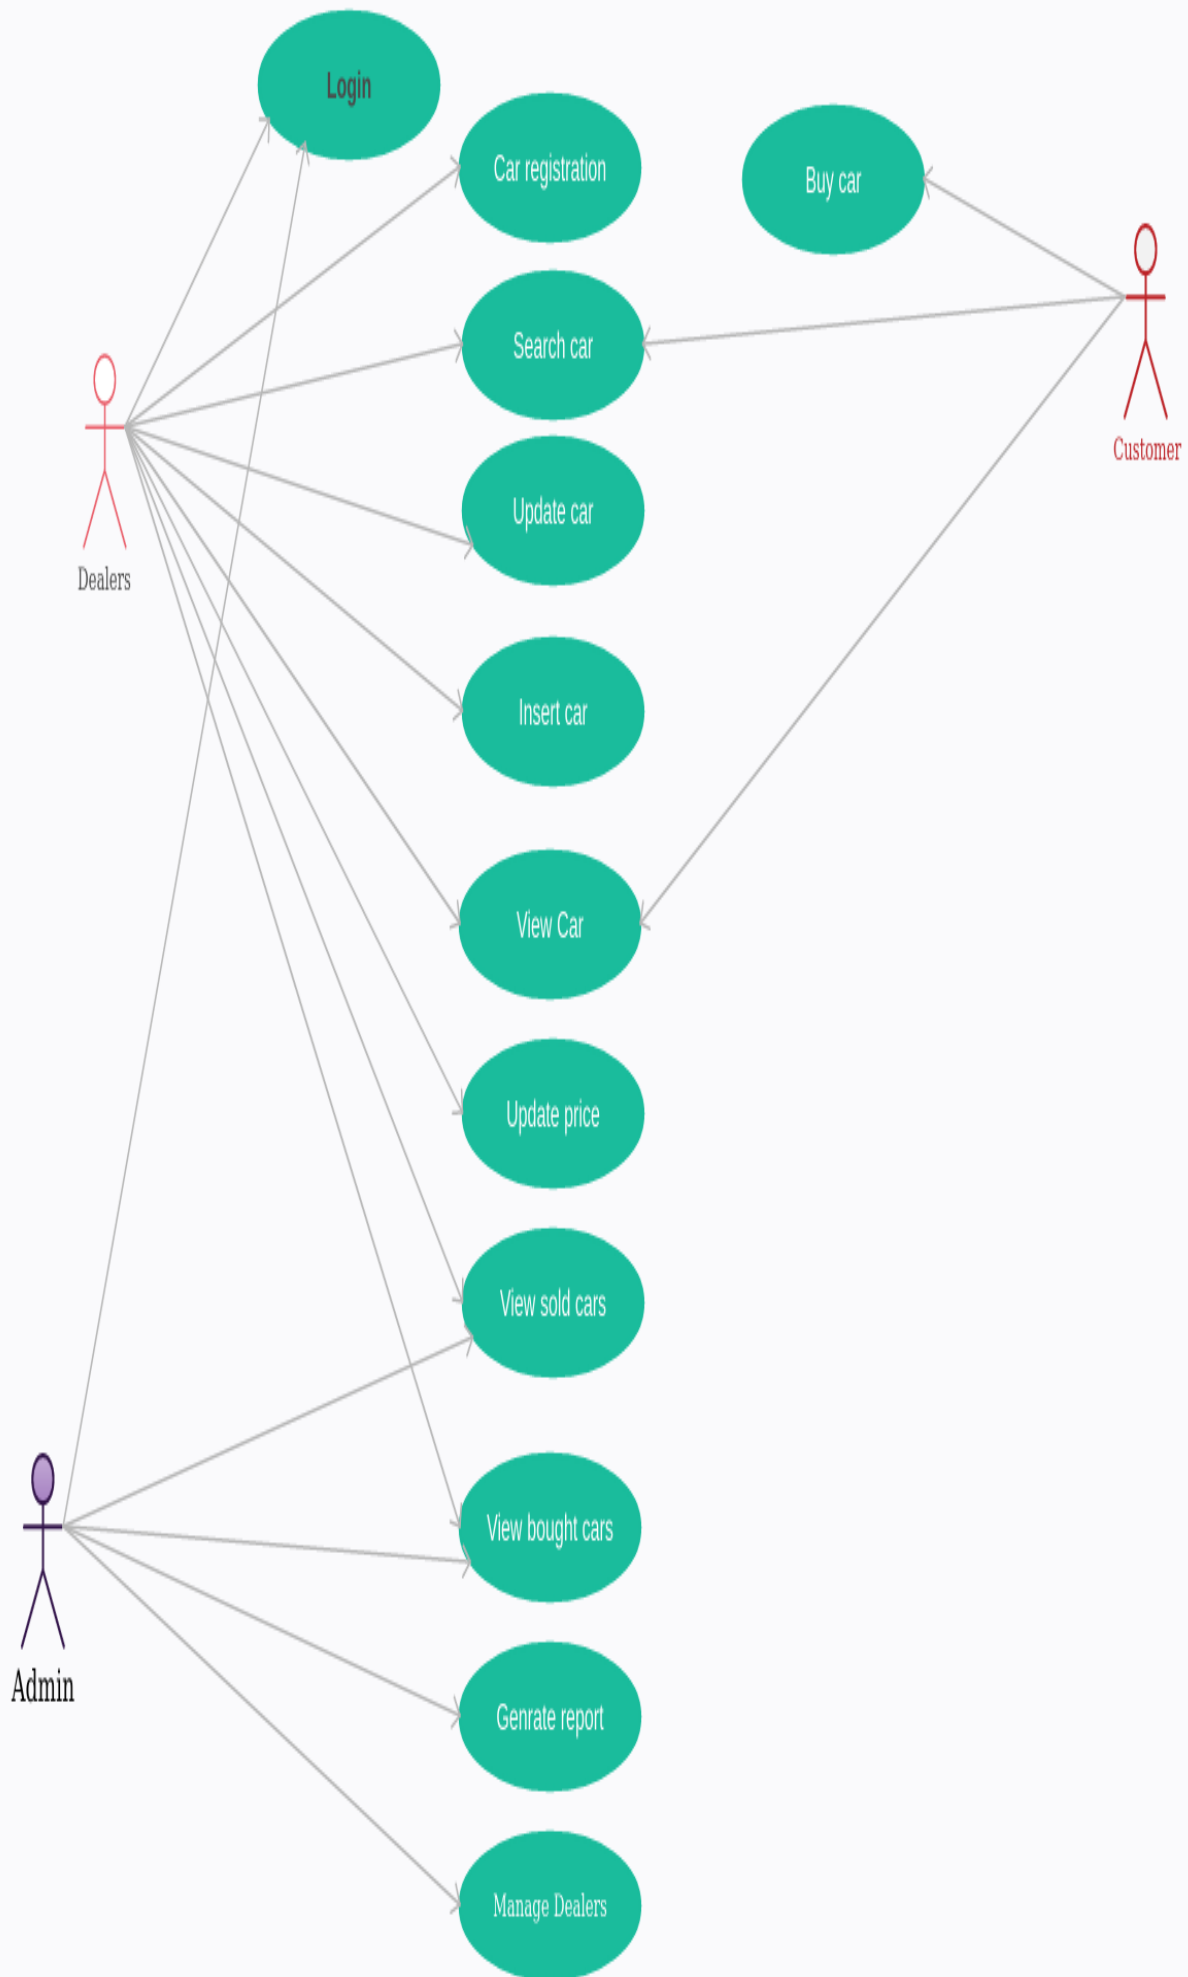 Login
Car registration
Buy car
Search car
Customer
Update car
Dealers
Insert car
View Car
Update price
View sold cars
View bought cars
Admin
Genrate report
Manage Dealers